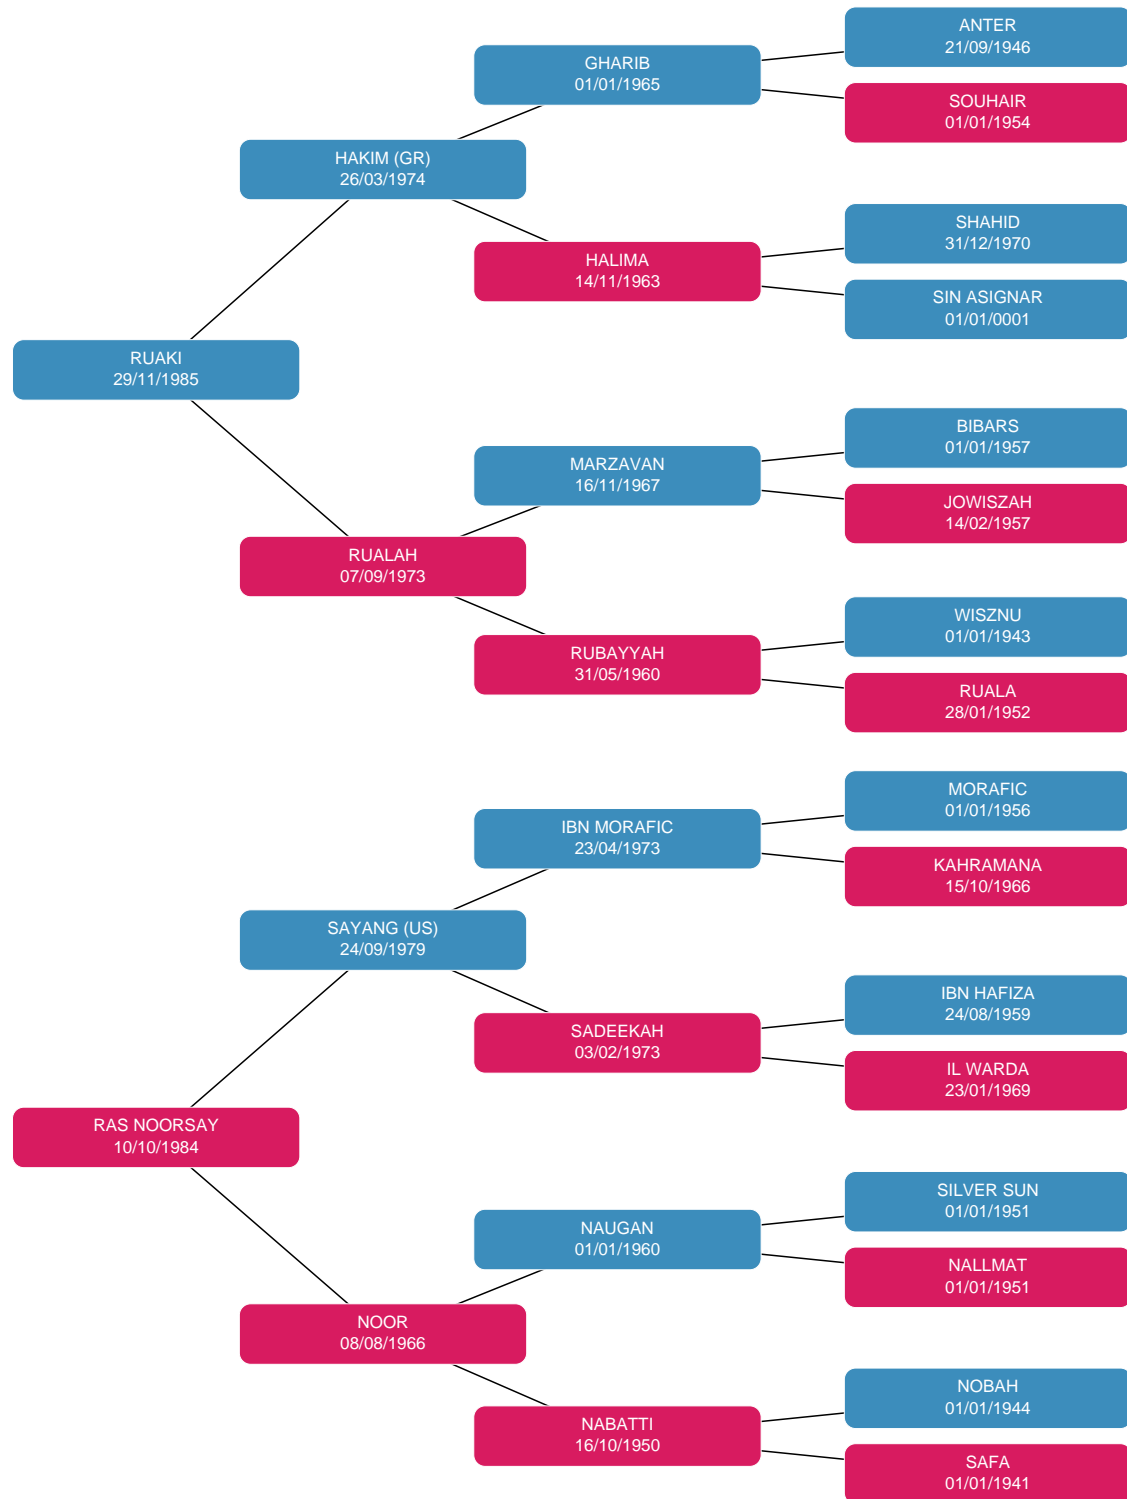 ANTER
21/09/1946
GHARIB
01/01/1965
SOUHAIR
01/01/1954
HAKIM (GR)
26/03/1974
SHAHID
31/12/1970
HALIMA
14/11/1963
SIN ASIGNAR
01/01/0001
RUAKI
29/11/1985
BIBARS
01/01/1957
MARZAVAN
16/11/1967
JOWISZAH
14/02/1957
RUALAH
07/09/1973
WISZNU
01/01/1943
RUBAYYAH
31/05/1960
RUALA
28/01/1952
MORAFIC
01/01/1956
IBN MORAFIC
23/04/1973
KAHRAMANA
15/10/1966
SAYANG (US)
24/09/1979
IBN HAFIZA
24/08/1959
SADEEKAH
03/02/1973
IL WARDA
23/01/1969
RAS NOORSAY
10/10/1984
SILVER SUN
01/01/1951
NAUGAN
01/01/1960
NALLMAT
01/01/1951
NOOR
08/08/1966
NOBAH
01/01/1944
NABATTI
16/10/1950
SAFA
01/01/1941